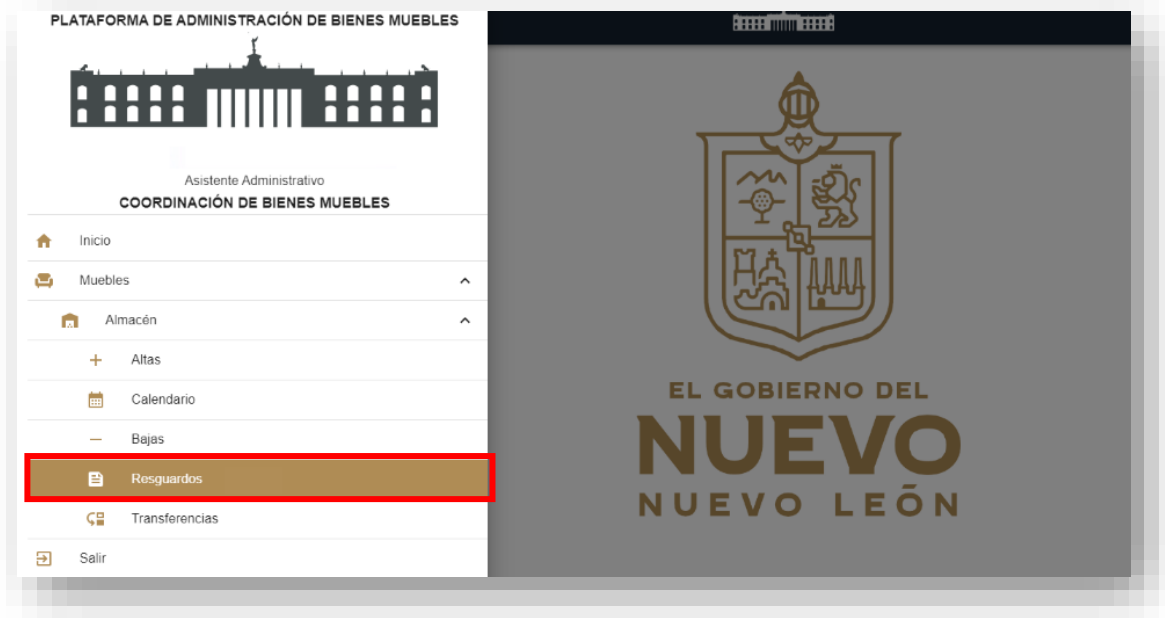 PLATAFORMA DE ADMINISTRACIÓN DE BIENES MUEBLES
Asistente Administrativo
COORDINACIÓN DE BIENES MUEBLES
Inicio
Muebles
Almacén
Altas
Calendario
Bajas
Resguardos
Transferencias
Salir
EL GOBIERNO DEL
NUEVO
NUEVO LEÓN